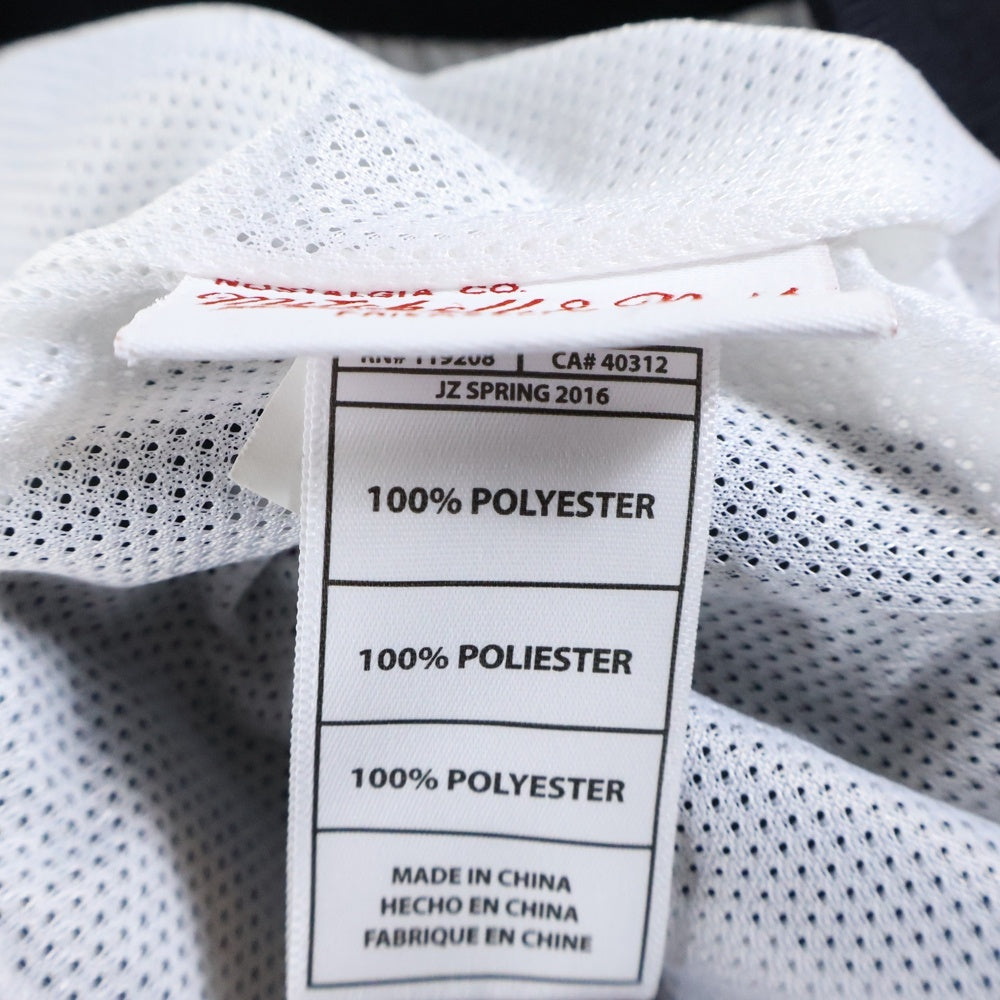 NOSTALGIA CO.
Mitchell &
RN# 119208 CA# 40312
JZ SPRING 2016
100% POLYESTER
100% POLIESTER
100% POLYESTER
MADE IN CHINA
HECHO EN CHINA
FABRIQUE EN CHINE